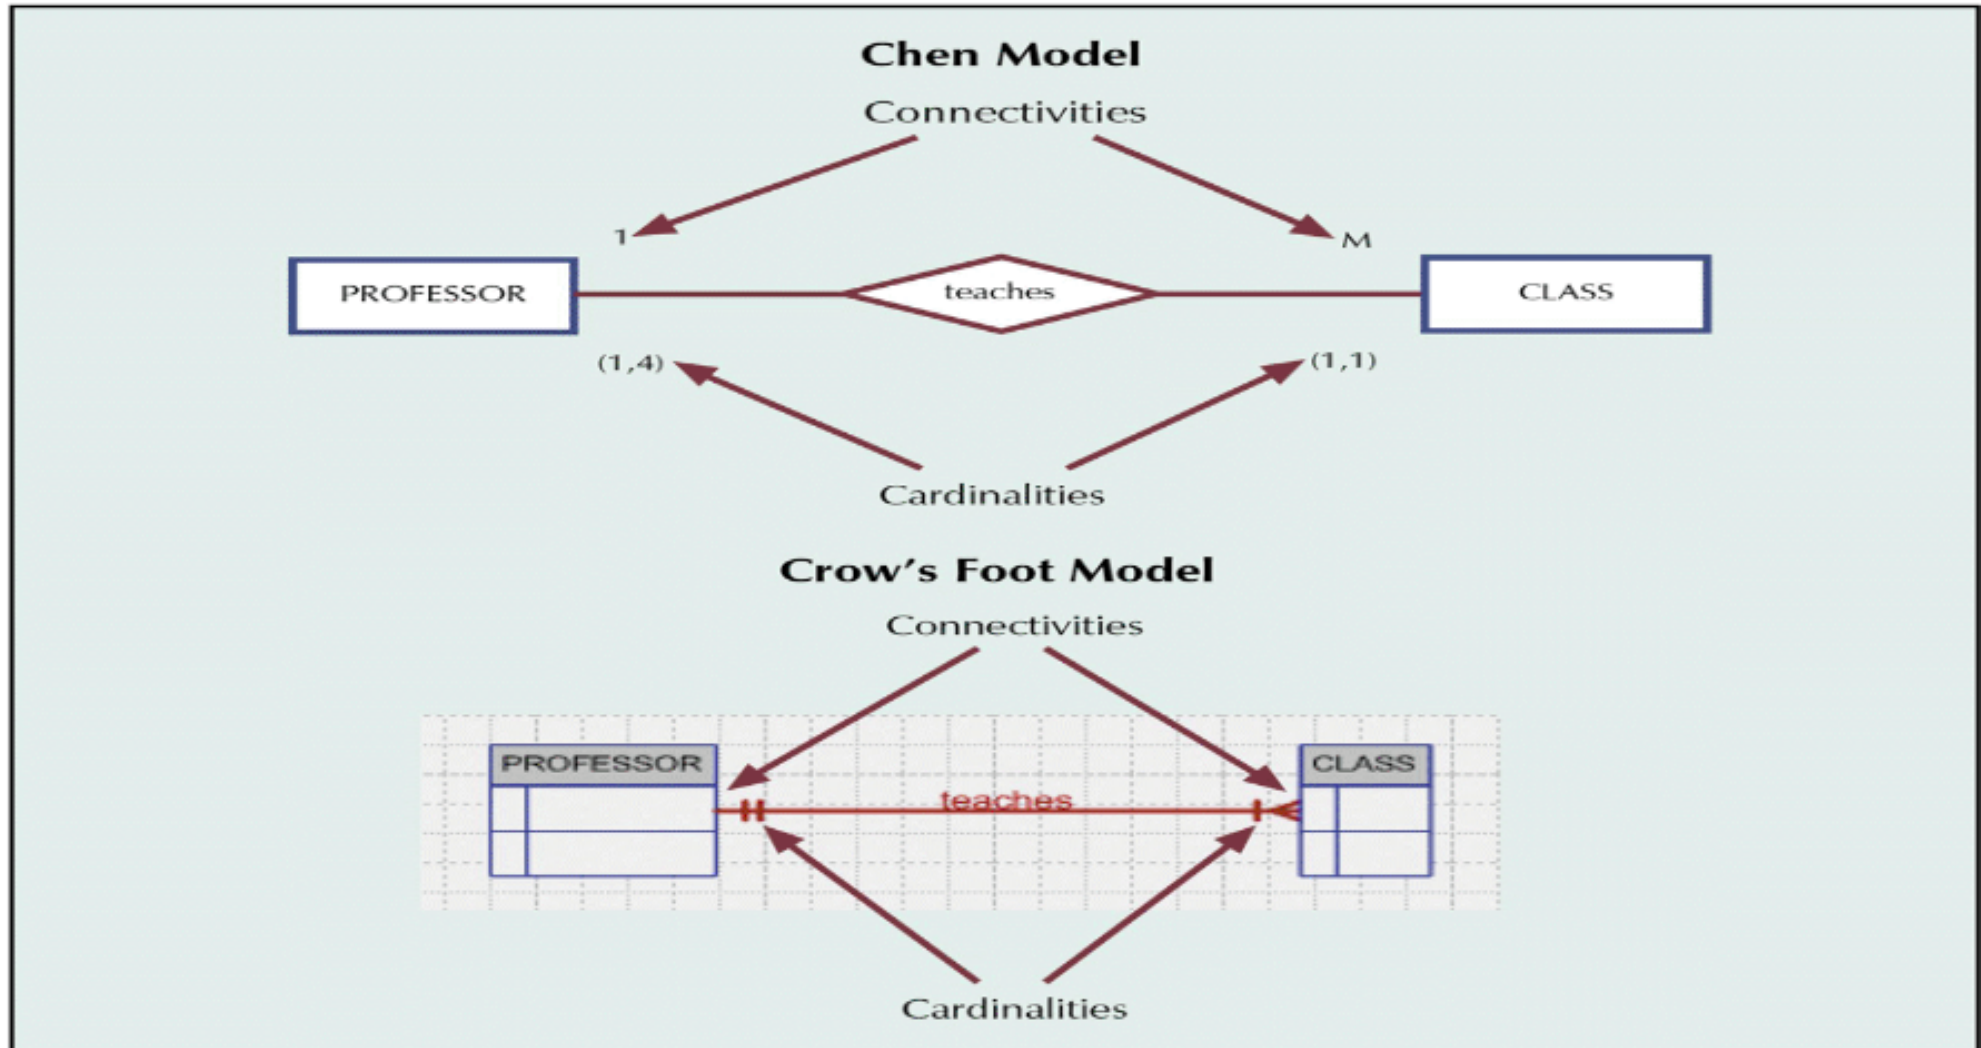 Chen Model
Connectivities
1
M
PROFESSOR
teaches
CLASS
(1,4)
(1,1)
Cardinalities
Crow's Foot Model
Connectivities
PROFESSOR
CLASS
teaches
Cardinalities